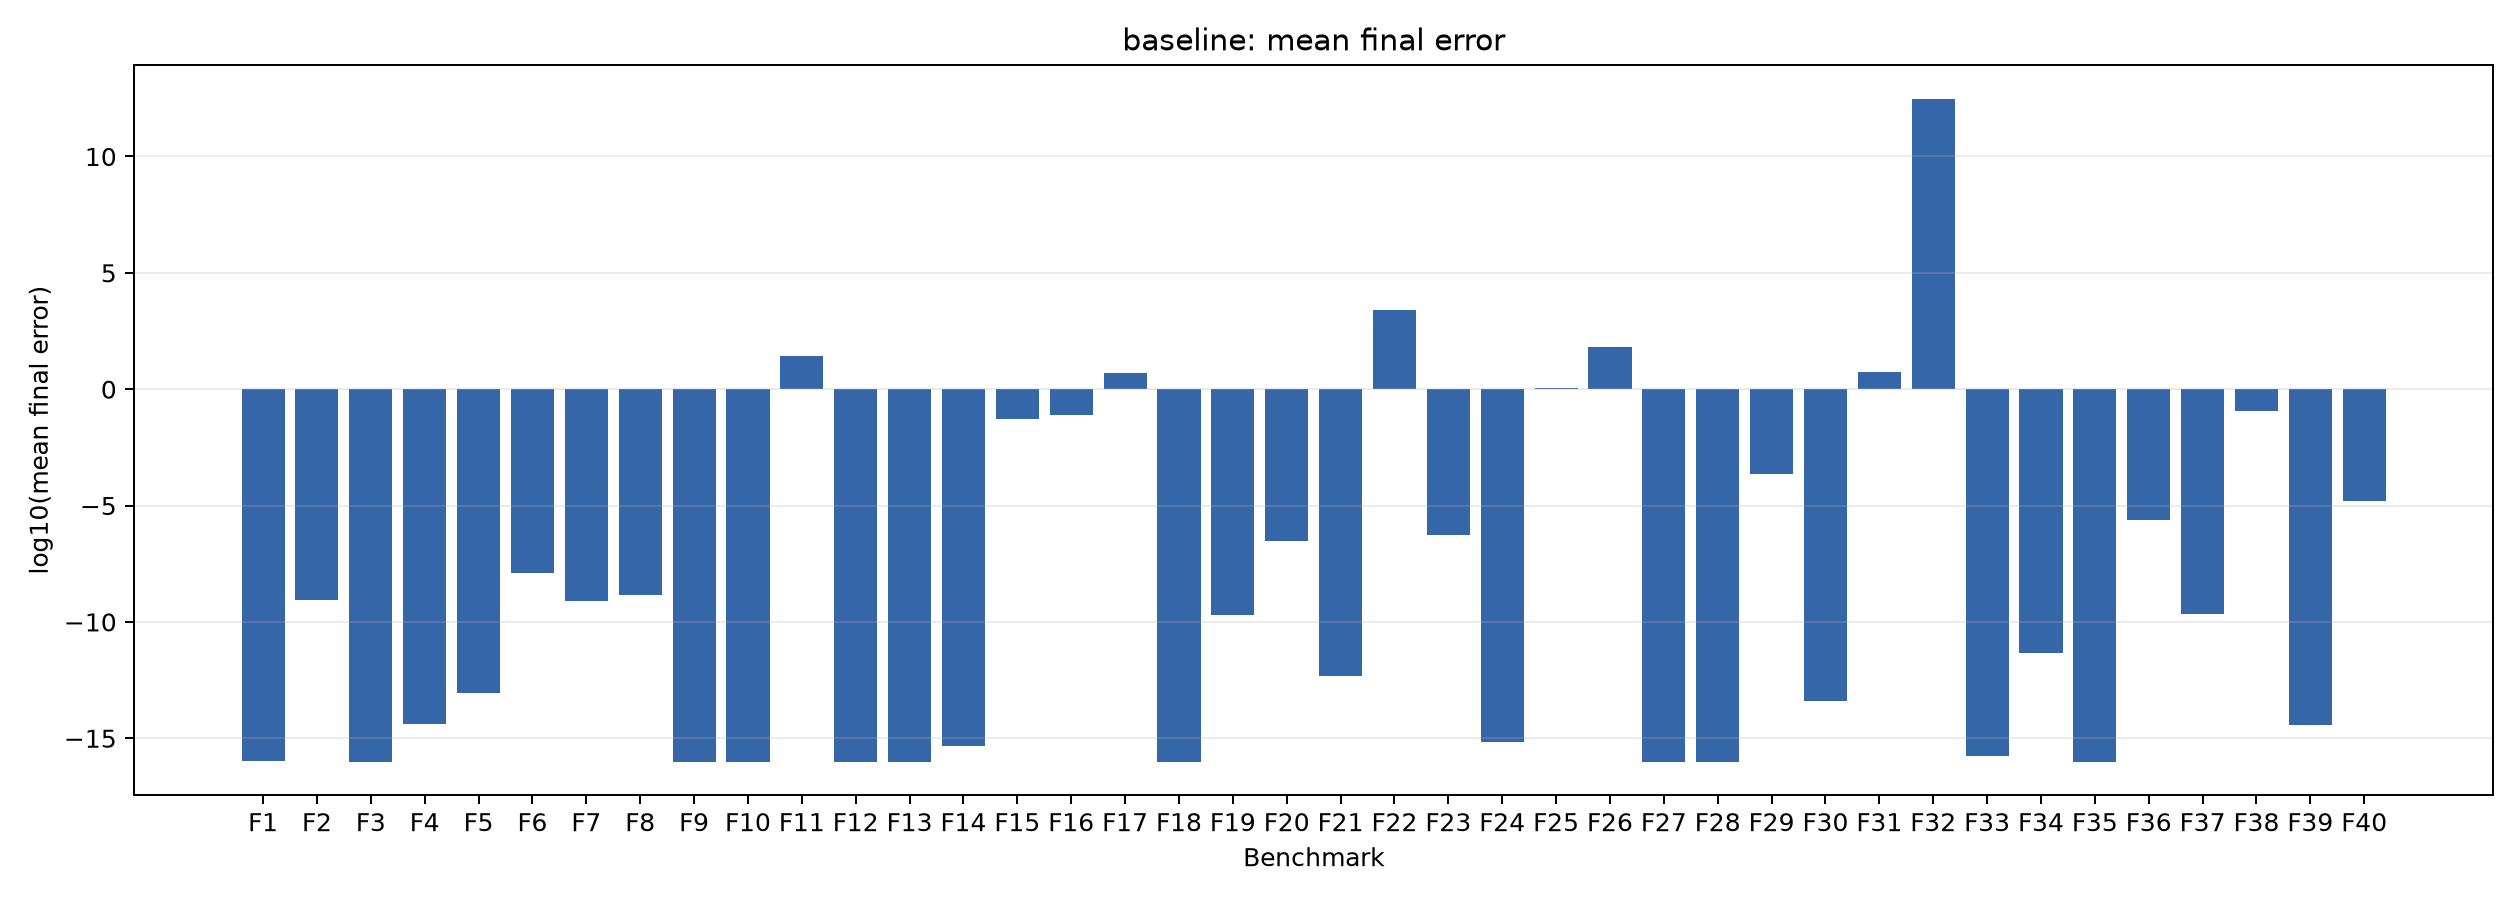 baseline: mean final error
log10(mean final error)
10
5
0
−5
−10
−15
F1 F2 F3 F4 F5 F6 F7 F8 F9 F10 F11 F12 F13 F14 F15 F16 F17 F18 F19 F20 F21 F22 F23 F24 F25 F26 F27 F28 F29 F30 F31 F32 F33 F34 F35 F36 F37 F38 F39 F40
Benchmark